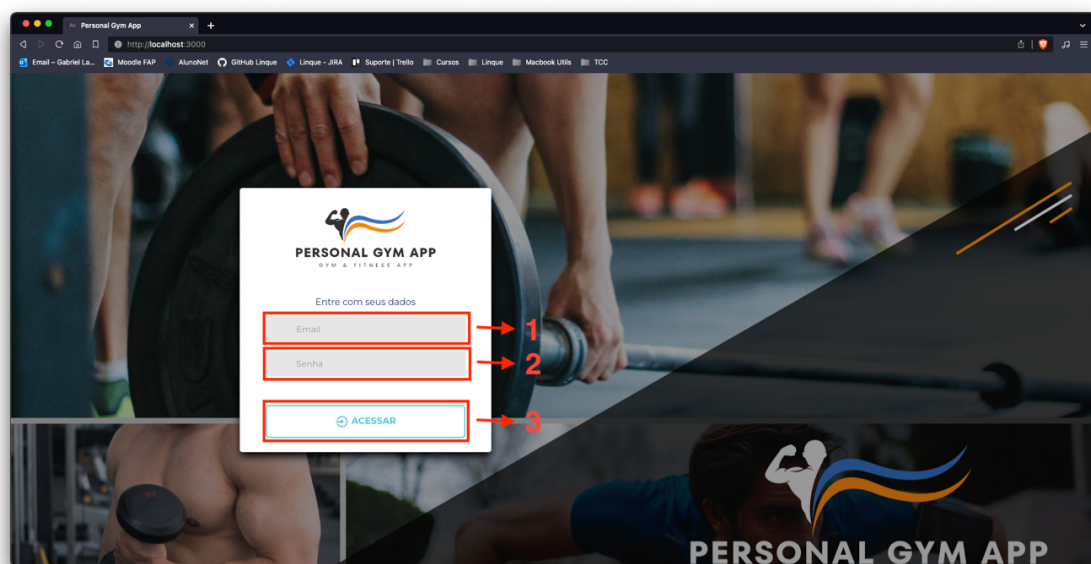 Personal Gym App
http://localhost:3000
Email – Gabriel La... Moodle FAP AlunoNet GitHub Linque Linque - JIRA Suporte | Trello Cursos Linque Macbook Utils TCC
PERSONAL GYM APP
GYM & FITNESS APP
Entre com seus dados
Email 1
Senha 2
ACESSAR 3
PERSONAL GYM APP